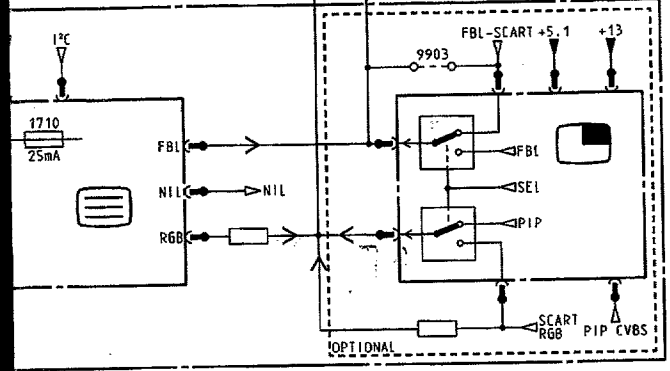 FBL-SCART +5.1 +13
I²C
9903
1710
25mA
FBL
FBL
NIL
NIL
SEL
RGB
PIP
SCART
RGB
PIP CVBS
OPTIONAL